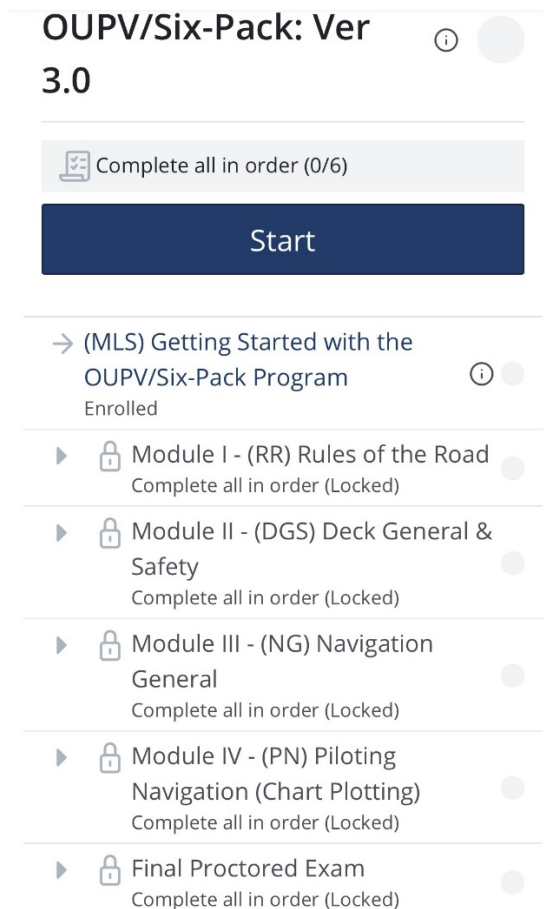 OUPV/Six-Pack: Ver
3.0
Complete all in order (0/6)
Start
(MLS) Getting Started with the
OUPV/Six-Pack Program
Enrolled
Module I - (RR) Rules of the Road
Complete all in order (Locked)
Module II - (DGS) Deck General &
Safety
Complete all in order (Locked)
Module III - (NG) Navigation
General
Complete all in order (Locked)
Module IV - (PN) Piloting
Navigation (Chart Plotting)
Complete all in order (Locked)
Final Proctored Exam
Complete all in order (Locked)